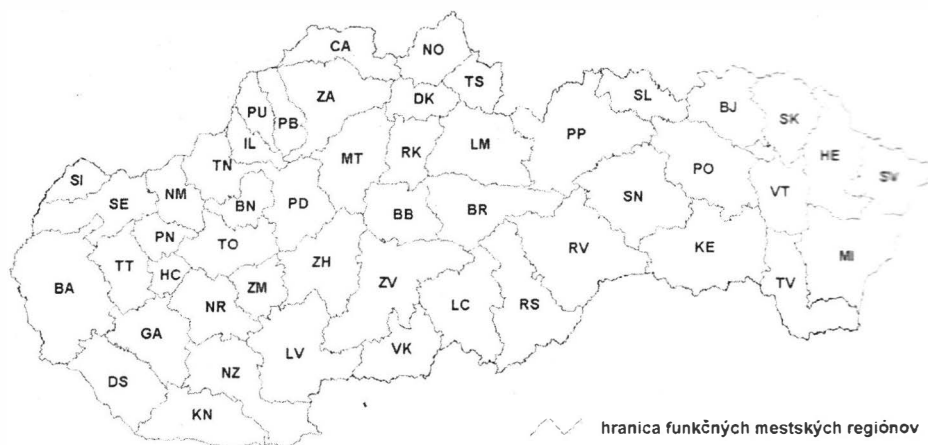 CA NO
ZA TS
PU PB DK SL
BJ SK
IL PP
TN MT RK LM HE
SI PO SV
SE NM BN PD SN VT
BB BR
PN TO RV KE
TT HC ZH MI
BA ZM ZV TV
NR LC RS
GA
LV VK
DS NZ
KN
hranica funkčných mestských regiónov